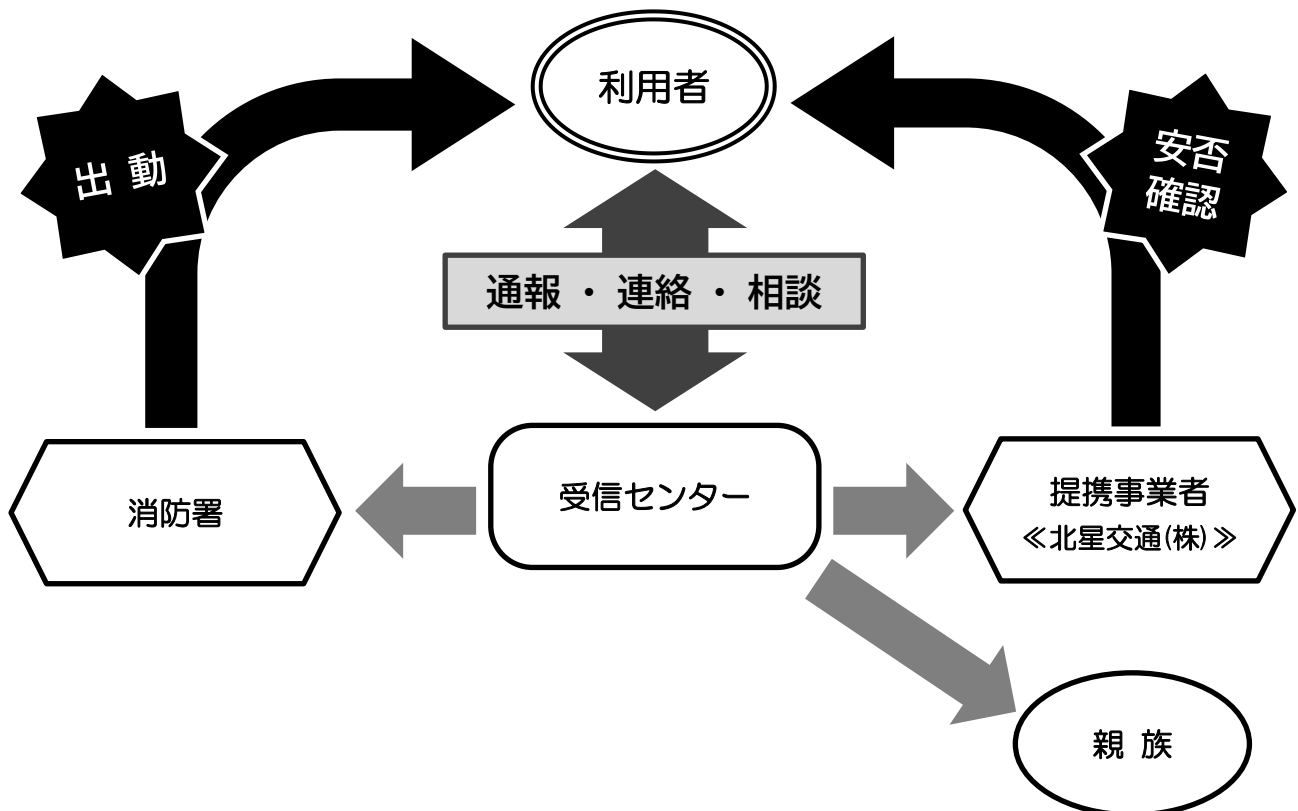 利用者
出 動
安否
確認
通報 ・ 連絡 ・ 相談
消防署
受信センター
提携事業者
≪北星交通(株)≫
親 族